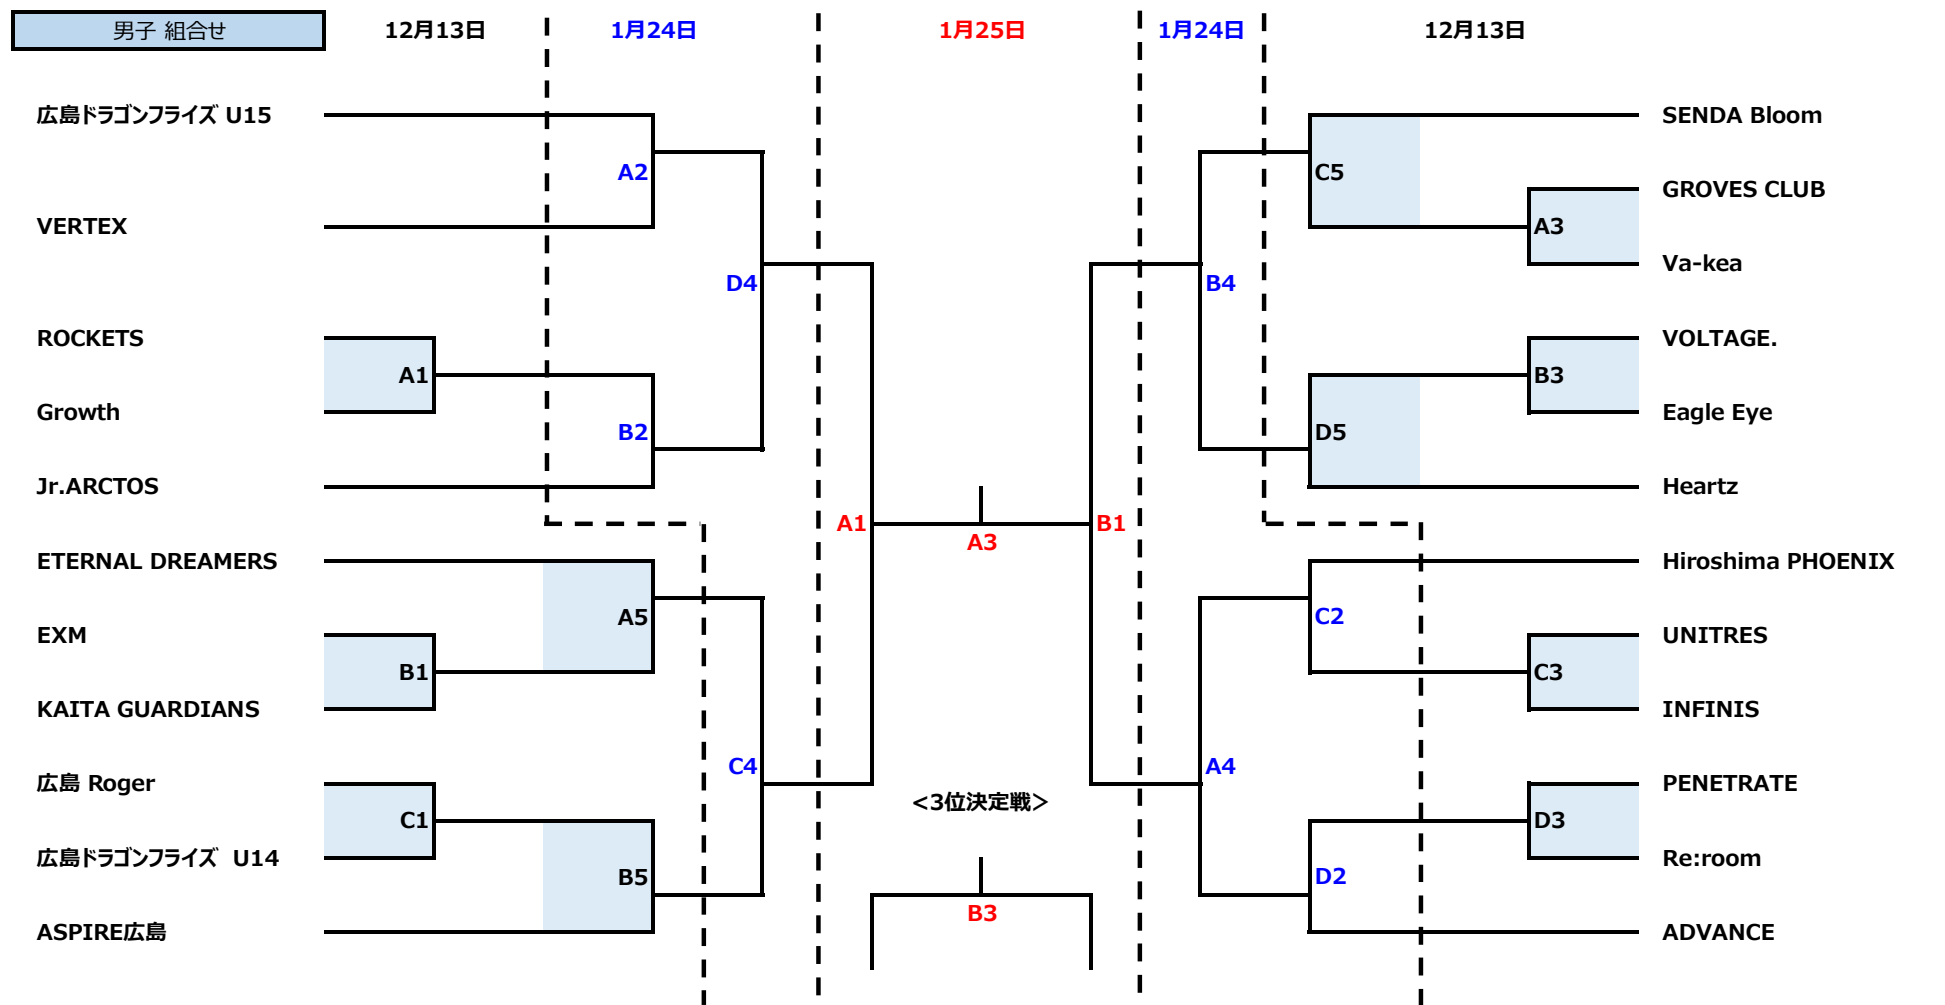 男子 組合せ
12月13日
1月24日
1月25日
1月24日
12月13日
広島ドラゴンフライズ U15
SENDA Bloom
A2
C5
GROVES CLUB
VERTEX
A3
Va-kea
D4
B4
ROCKETS
VOLTAGE.
A1
B3
Growth
Eagle Eye
B2
D5
Jr.ARCTOS
Heartz
A1
B1
A3
ETERNAL DREAMERS
Hiroshima PHOENIX
A5
C2
EXM
UNITRES
B1
C3
KAITA GUARDIANS
INFINIS
C4
A4
広島 Roger
PENETRATE
<3位決定戦>
C1
D3
広島ドラゴンフライズ U14
Re:room
B5
D2
B3
ASPIRE広島
ADVANCE